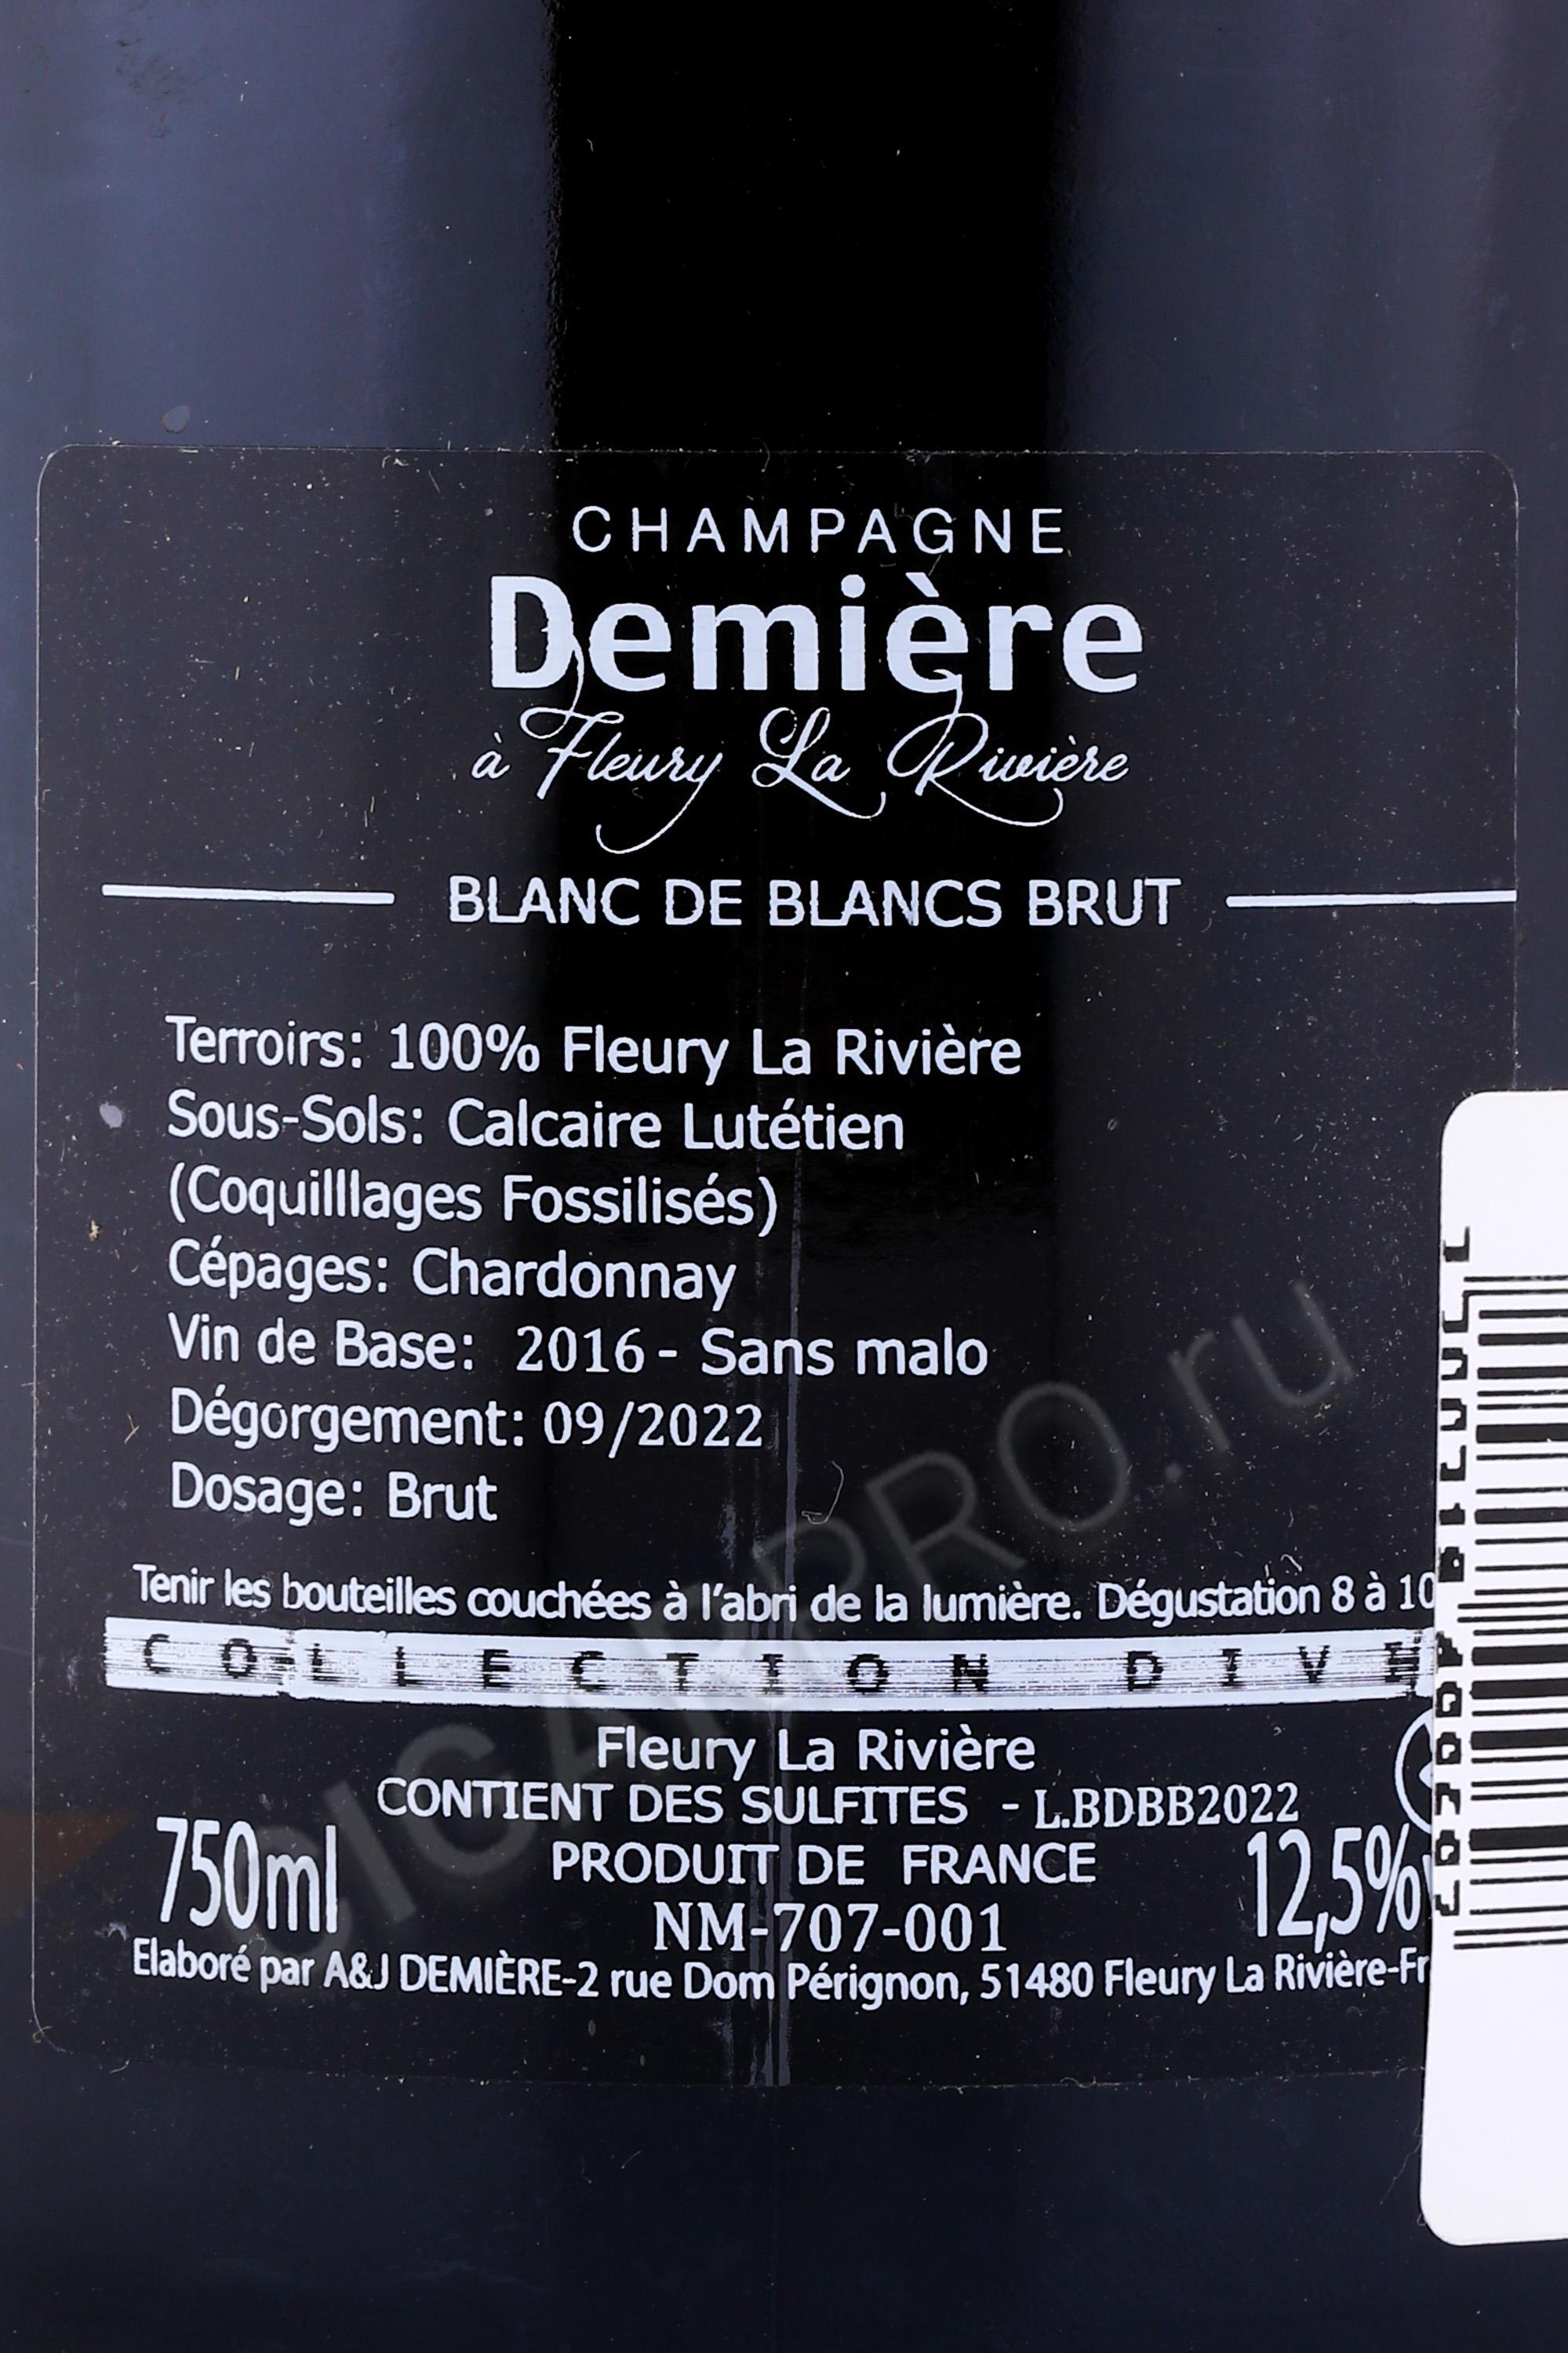 CHAMPAGNE
Demière
à Fleury La Rivière
BLANC DE BLANCS BRUT
Terroirs: 100% Fleury La Rivière
Sous-Sols: Calcaire Lutétien
(Coquilllages Fossilisés)
Cépages: Chardonnay
Vin de Base: 2016 - Sans malo
Dégorgement: 09/2022
Dosage: Brut
Tenir les bouteilles couchées à l'abri de la lumière. Dégustation 8 à 10
COLLECTION DIVE
Fleury La Rivière
CONTIENT DES SULFITES - L.BDBB2022
750ml
PRODUIT DE FRANCE
12,5%
NM-707-001
Elaboré par A&J DEMIÈRE-2 rue Dom Pérignon, 51480 Fleury La Rivière-Fr
CIGARPRO.ru